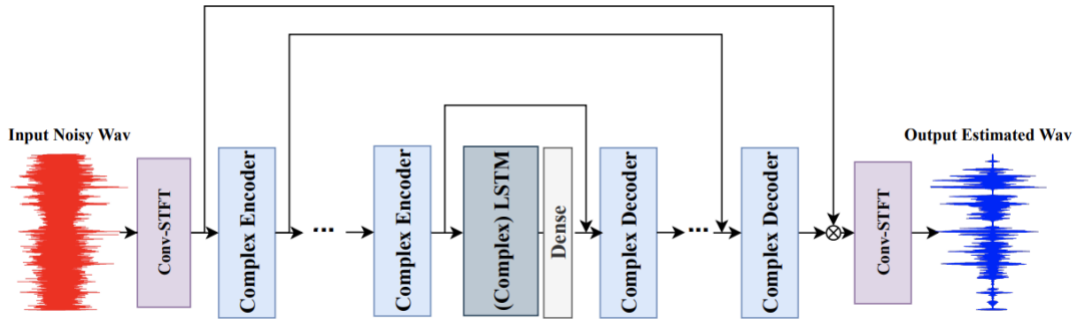 Input Noisy Wav
Conv-STFT
Complex Encoder
...
Complex Encoder
(Complex) LSTM
Dense
Complex Decoder
...
Complex Decoder
Conv-STFT
Output Estimated Wav